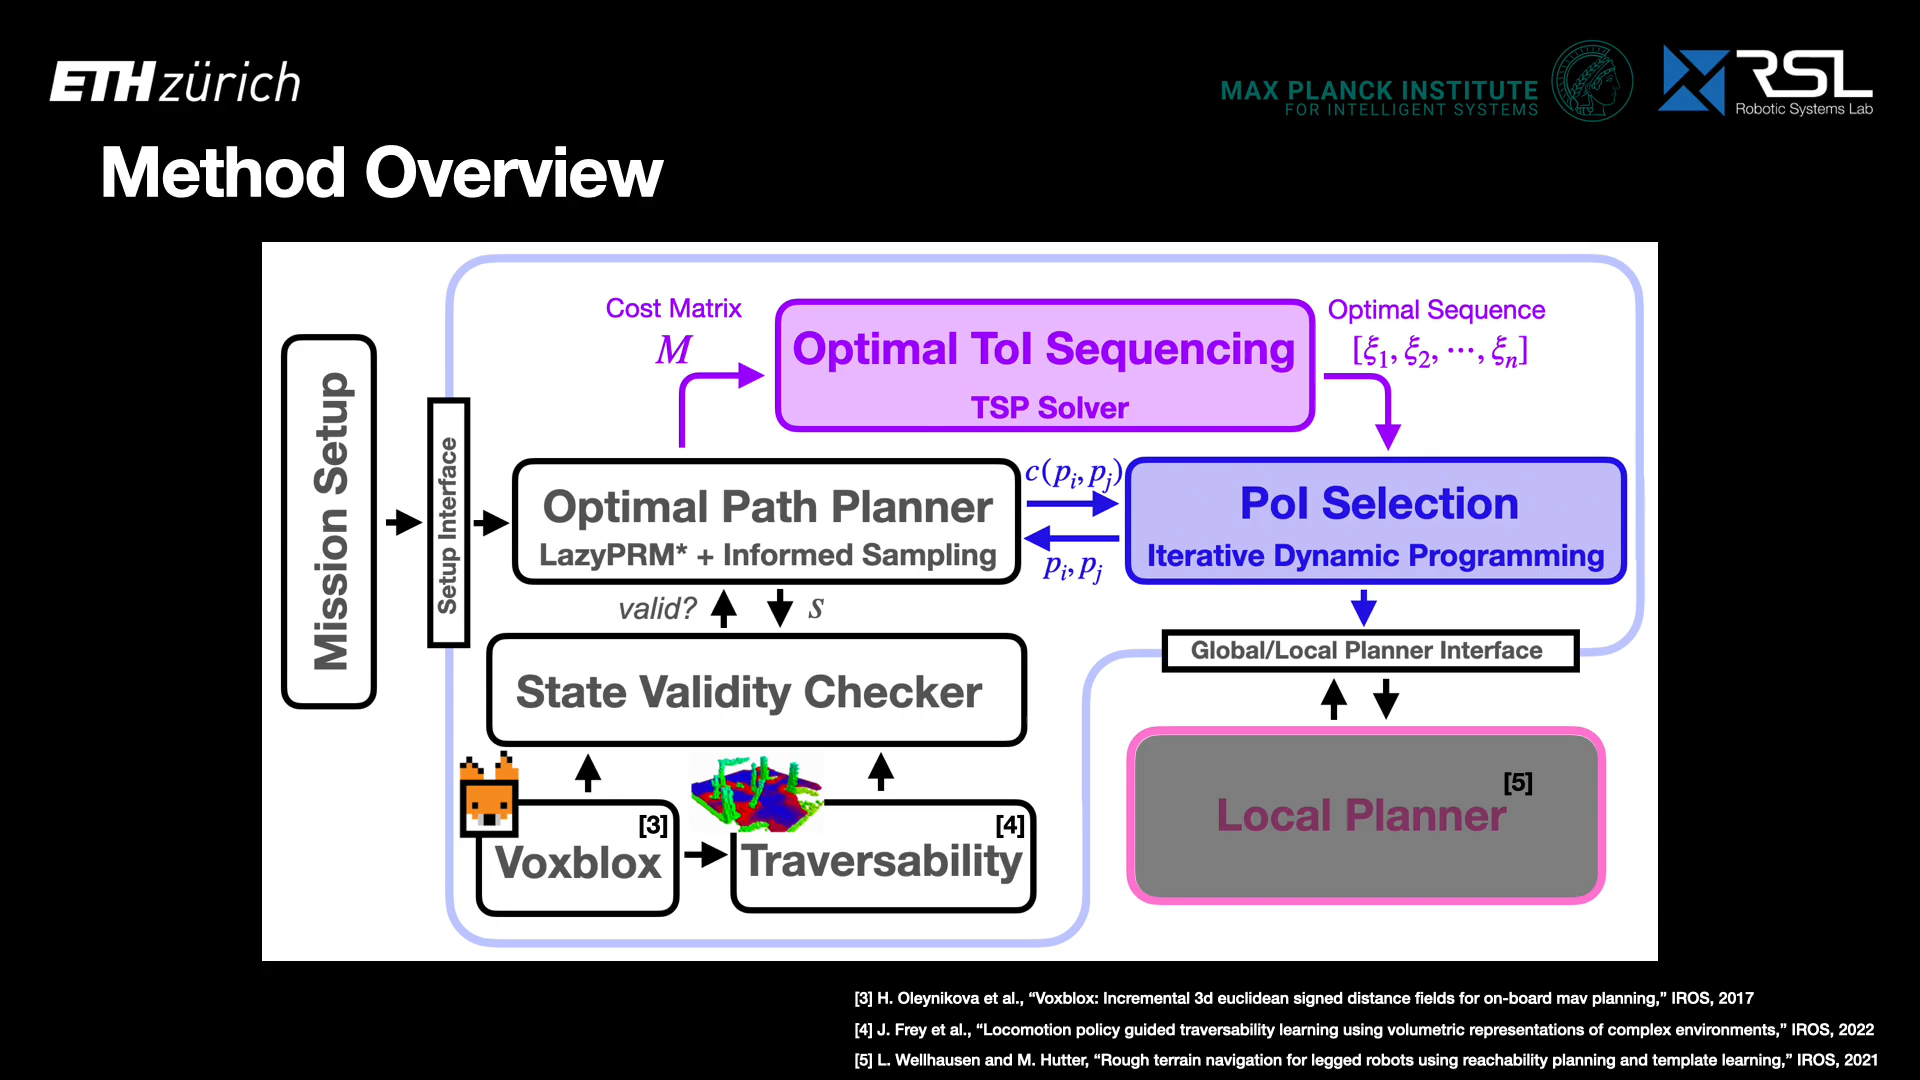 ETH zürich
MAX PLANCK INSTITUTE
FOR INTELLIGENT SYSTEMS
RSL
Robotic Systems Lab
Method Overview
Mission Setup
Setup Interface
Cost Matrix
M
Optimal ToI Sequencing
TSP Solver
Optimal Sequence
[ξ₁, ξ₂, ⋯, ξₙ]
Optimal Path Planner
LazyPRM* + Informed Sampling
c(pᵢ, pⱼ)
pᵢ, pⱼ
PoI Selection
Iterative Dynamic Programming
valid?
s
State Validity Checker
Global/Local Planner Interface
[3]
Voxblox
[4]
Traversability
[5]
Local Planner
[3] H. Oleynikova et al., “Voxblox: Incremental 3d euclidean signed distance fields for on-board mav planning,” IROS, 2017
[4] J. Frey et al., “Locomotion policy guided traversability learning using volumetric representations of complex environments,” IROS, 2022
[5] L. Wellhausen and M. Hutter, “Rough terrain navigation for legged robots using reachability planning and template learning,” IROS, 2021